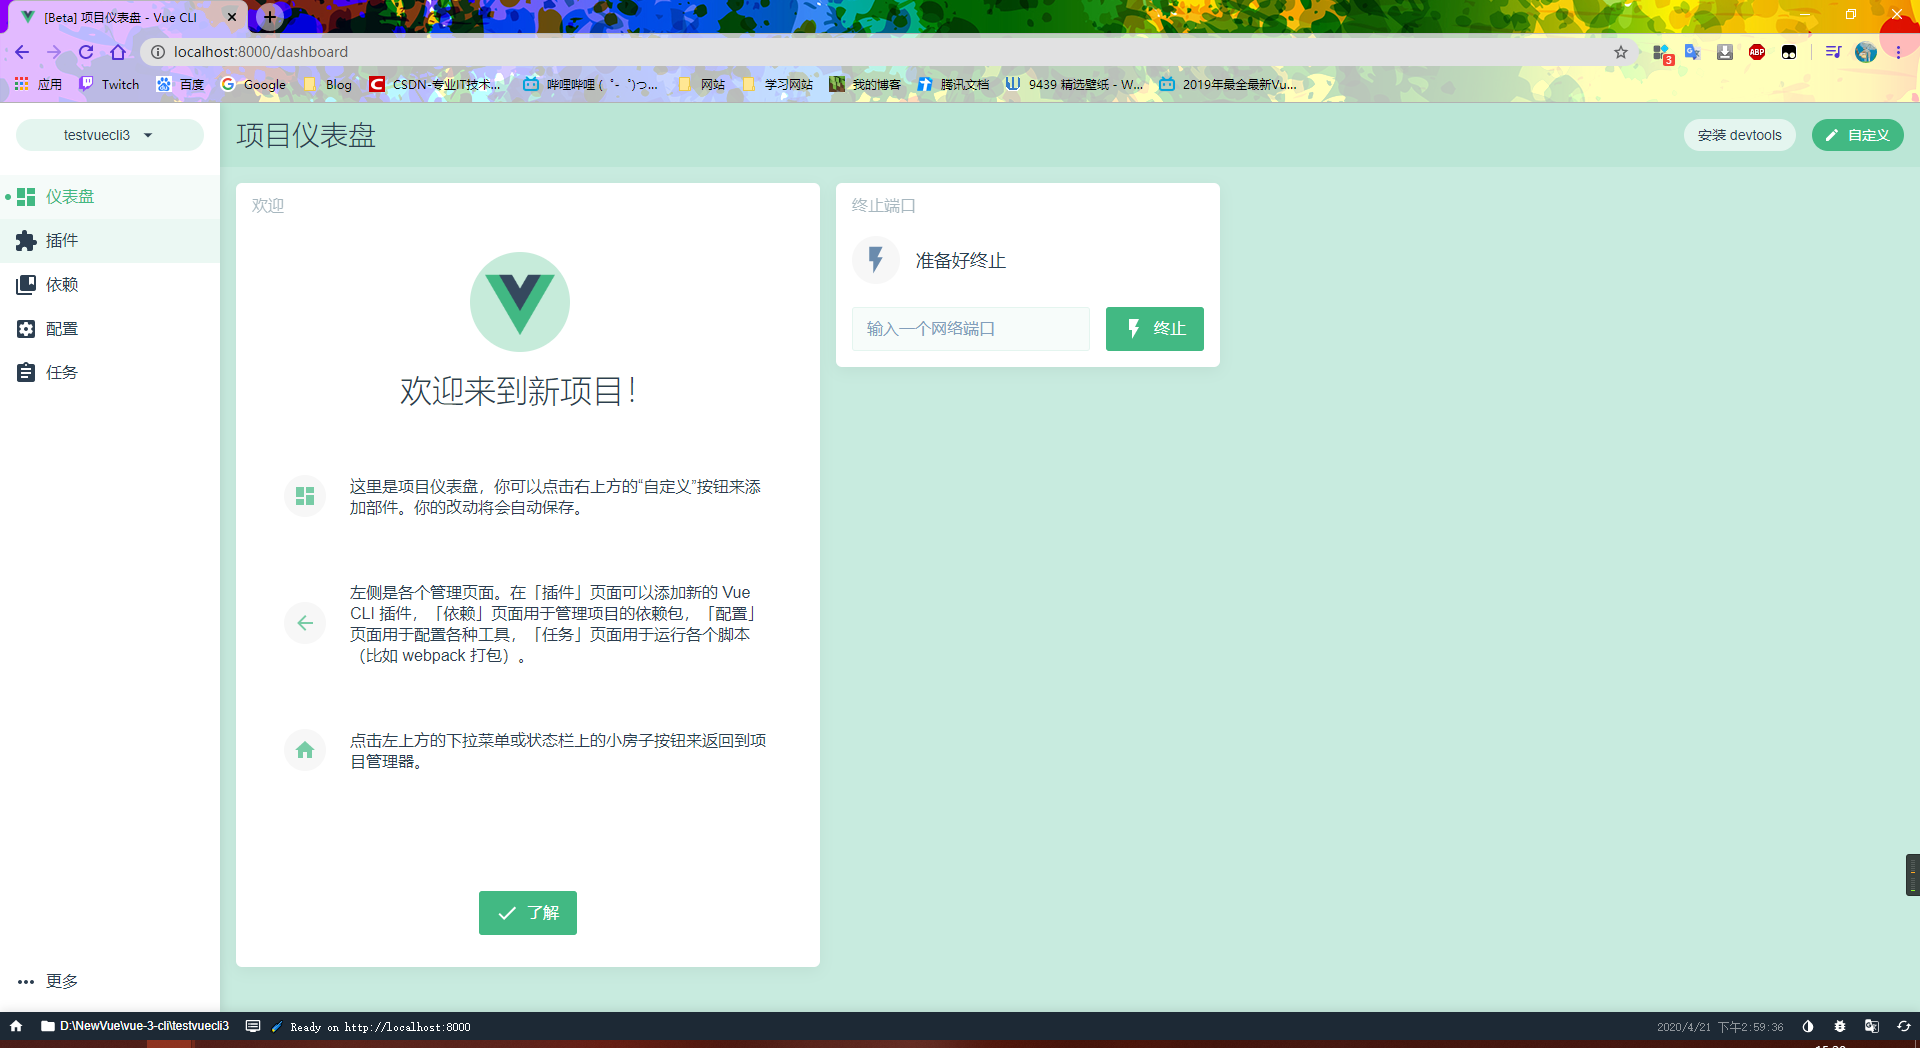 [Beta] 项目仪表盘 - Vue CLI
localhost:8000/dashboard
3
ABP
应用
Twitch
百度
Google
Blog
CSDN-专业IT技术...
哔哩哔哩 ( ゜- ゜)つ...
网站
学习网站
我的博客
腾讯文档
9439 精选壁纸 - W...
2019年最全最新Vu...
testvuecli3
项目仪表盘
安装 devtools
自定义
仪表盘
插件
依赖
配置
任务
更多
欢迎
欢迎来到新项目！
这里是项目仪表盘，你可以点击右上方的“自定义”按钮来添
加部件。你的改动将会自动保存。
左侧是各个管理页面。在「插件」页面可以添加新的 Vue
CLI 插件，「依赖」页面用于管理项目的依赖包，「配置」
页面用于配置各种工具，「任务」页面用于运行各个脚本
（比如 webpack 打包）。
点击左上方的下拉菜单或状态栏上的小房子按钮来返回到项
目管理器。
了解
终止端口
准备好终止
输入一个网络端口
终止
D:\NewVue\vue-3-cli\testvuecli3
Ready on http://localhost:8000
2020/4/21 下午2:59:36